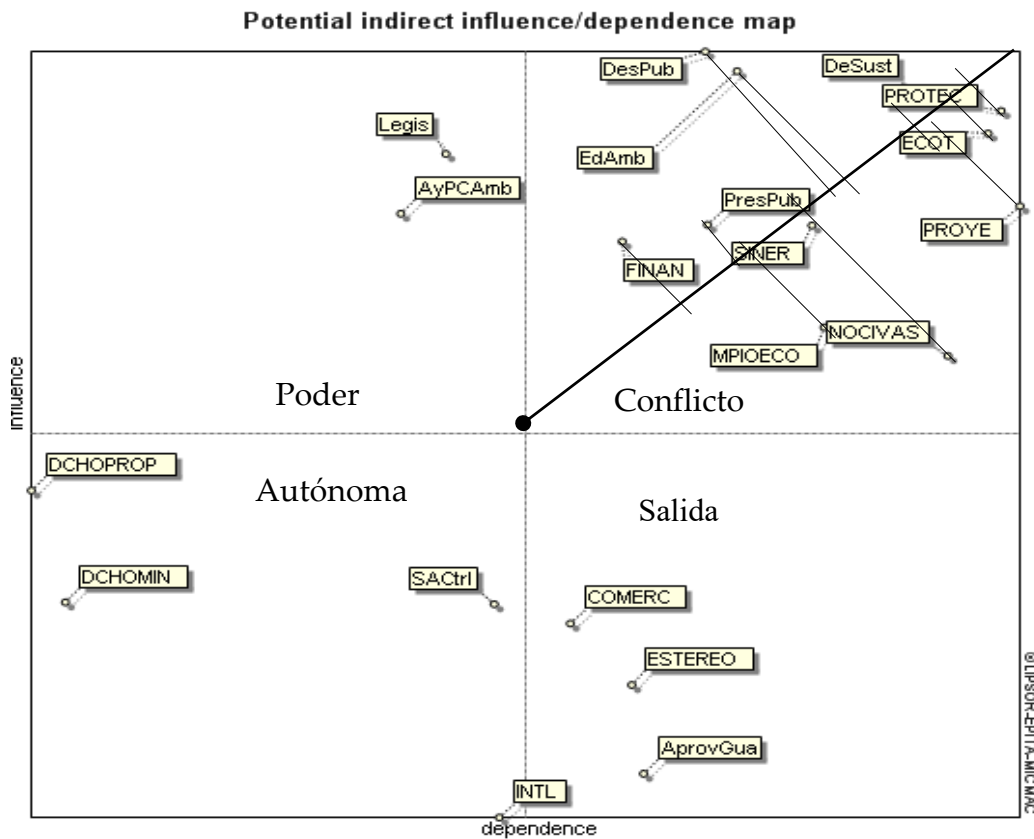 Potential indirect influence/dependence map
DesPub
DeSust
PROTEC
Legis
ECOT
EdAmb
AyPCAmb
PresPub
PROYE
SINER
FINAN
NOCIVAS
MPIOECO
influence
Poder
Conflicto
DCHOPROP
Autónoma
Salida
DCHOMIN
SACtrl
COMERC
ESTEREO
AprovGua
INTL
dependence
©LIPSOR-EPITA-MICMAC